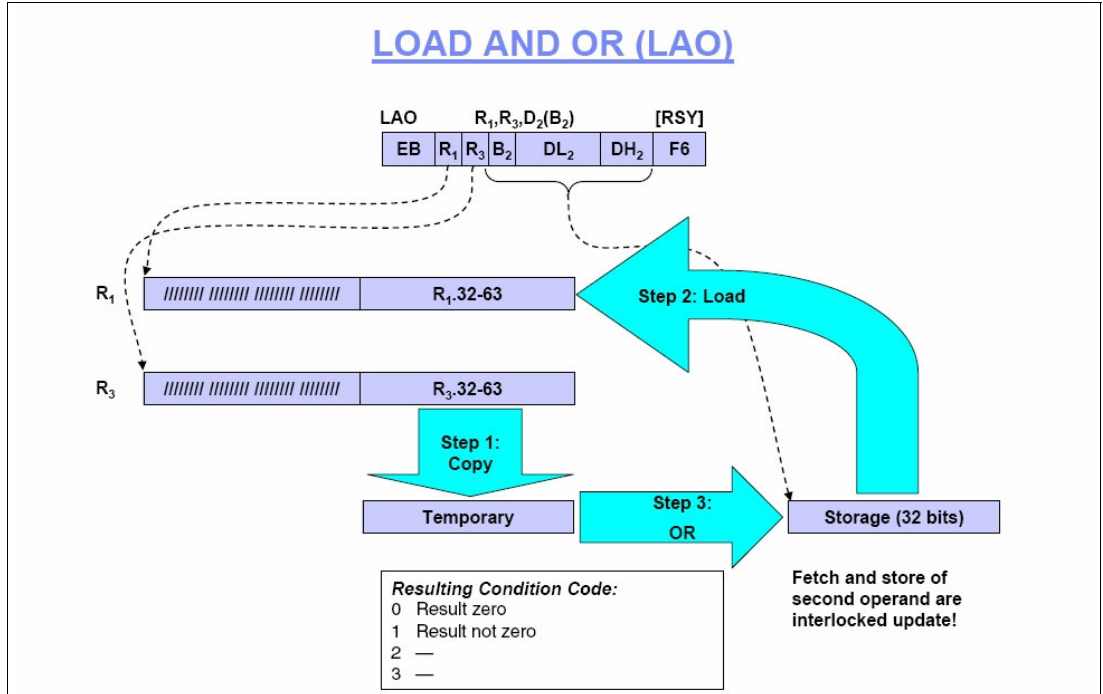 LOAD AND OR (LAO)
LAO R₁,R₃,D₂(B₂) [RSY]
EB R₁ R₃ B₂ DL₂ DH₂ F6
R₁ //////// //////// //////// //////// R₁.32-63
Step 2: Load
R₃ //////// //////// //////// //////// R₃.32-63
Step 1:
Copy
Temporary
Step 3:
OR
Storage (32 bits)
Resulting Condition Code:
0 Result zero
1 Result not zero
2 —
3 —
Fetch and store of
second operand are
interlocked update!